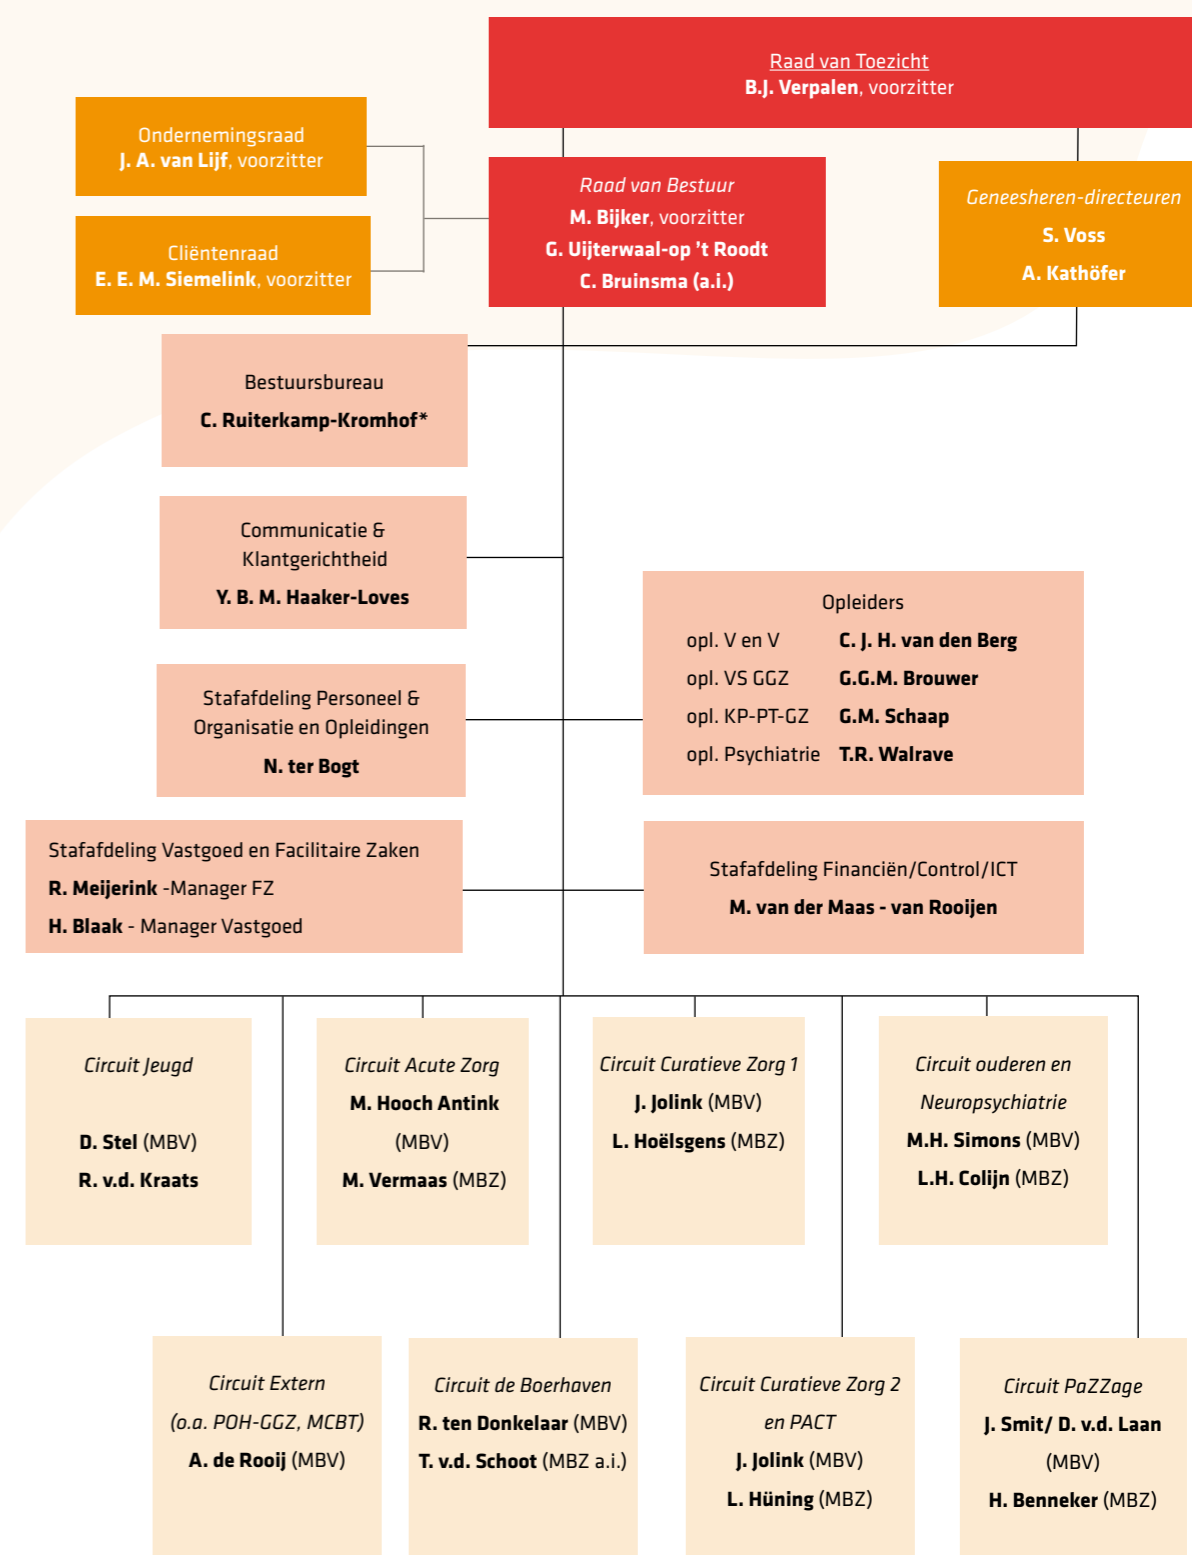 Raad van Toezicht
B.J. Verpalen, voorzitter
Ondernemingsraad
J. A. van Lijf, voorzitter
Cliëntenraad
E. E. M. Siemelink, voorzitter
Raad van Bestuur
M. Bijker, voorzitter
G. Uijterwaal-op ’t Roodt
C. Bruinsma (a.i.)
Geneesheren-directeuren
S. Voss
A. Kathöfer
Bestuursbureau
C. Ruiterkamp-Kromhof*
Communicatie &
Klantgerichtheid
Y. B. M. Haaker-Loves
Opleiders
opl. V en V C. J. H. van den Berg
opl. VS GGZ G.G.M. Brouwer
opl. KP-PT-GZ G.M. Schaap
opl. Psychiatrie T.R. Walrave
Stafafdeling Personeel &
Organisatie en Opleidingen
N. ter Bogt
Stafafdeling Vastgoed en Facilitaire Zaken
R. Meijerink -Manager FZ
H. Blaak - Manager Vastgoed
Stafafdeling Financiën/Control/ICT
M. van der Maas - van Rooijen
Circuit Jeugd
D. Stel (MBV)
R. v.d. Kraats
Circuit Acute Zorg
M. Hooch Antink
(MBV)
M. Vermaas (MBZ)
Circuit Curatieve Zorg 1
J. Jolink (MBV)
L. Hoëlsgens (MBZ)
Circuit ouderen en
Neuropsychiatrie
M.H. Simons (MBV)
L.H. Colijn (MBZ)
Circuit Extern
(o.a. POH-GGZ, MCBT)
A. de Rooij (MBV)
Circuit de Boerhaven
R. ten Donkelaar (MBV)
T. v.d. Schoot (MBZ a.i.)
Circuit Curatieve Zorg 2
en PACT
J. Jolink (MBV)
L. Hüning (MBZ)
Circuit PaZZage
J. Smit/ D. v.d. Laan
(MBV)
H. Benneker (MBZ)